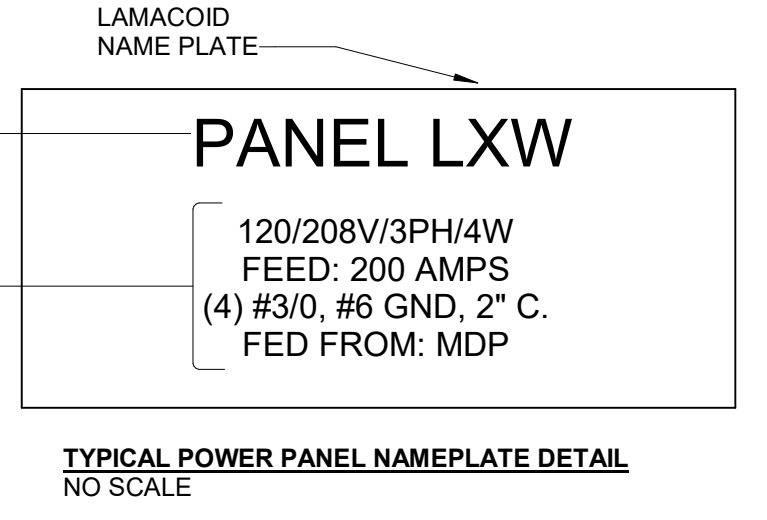 LAMACOID
NAME PLATE
PANEL LXW
120/208V/3PH/4W
FEED: 200 AMPS
(4) #3/0, #6 GND, 2" C.
FED FROM: MDP
TYPICAL POWER PANEL NAMEPLATE DETAIL
NO SCALE